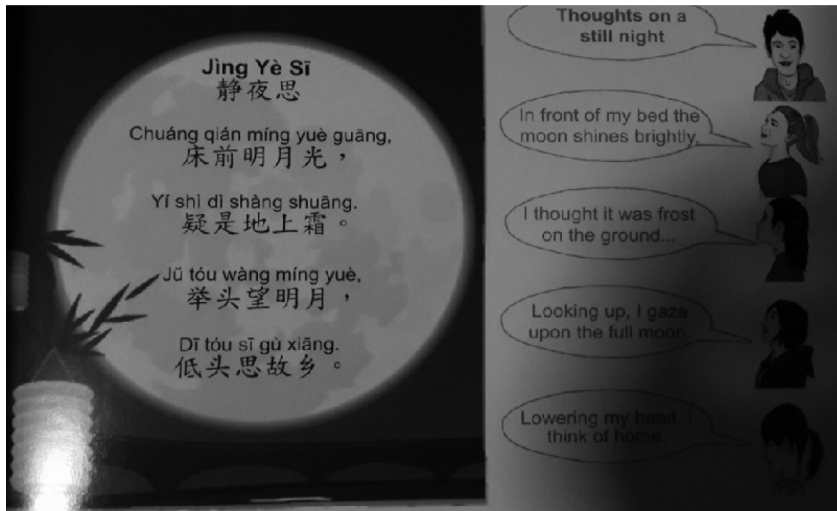 Jìng Yè Sī
静夜思
Chuáng qián míng yuè guāng,
床前明月光，
Yí shì dì shàng shuāng.
疑是地上霜。
Jǔ tóu wàng míng yuè,
举头望明月，
Dī tóu sī gù xiāng.
低头思故乡。
Thoughts on a
still night
In front of my bed the
moon shines brightly,
I thought it was frost
on the ground...
Looking up, I gaze
upon the full moon.
Lowering my head, I
think of home.